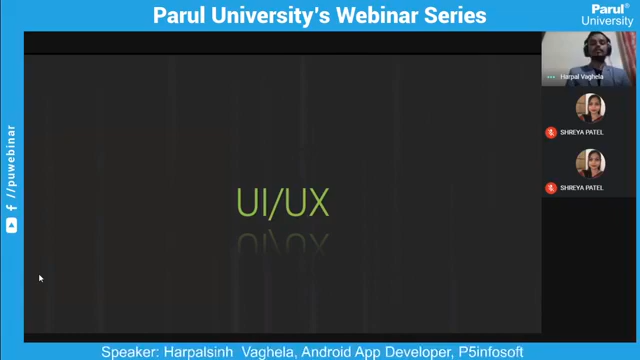 Parul University's Webinar Series
Parul®
University
Harpal Vaghela
SHREYA PATEL
SHREYA PATEL
//puwebinar
UI/UX
Speaker: Harpalsinh Vaghela, Android App Developer, P5infosoft